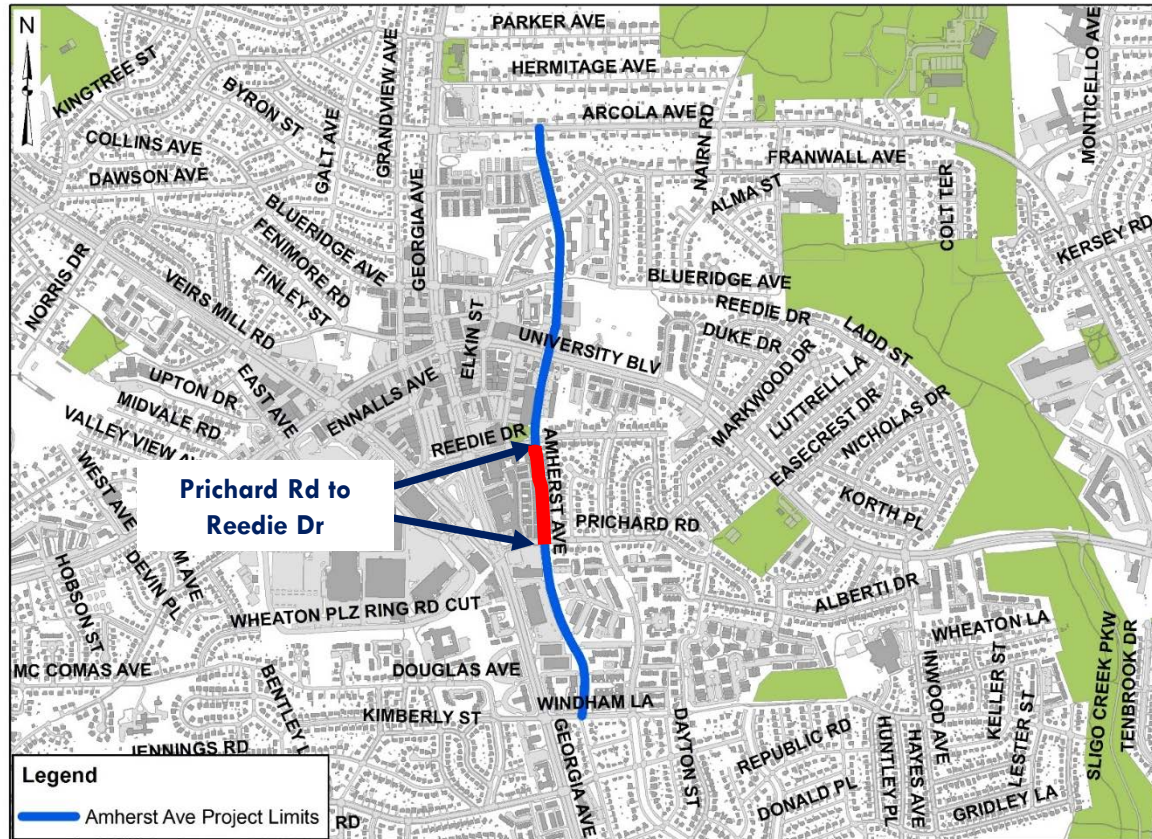 N
PARKER AVE
HERMITAGE AVE
ARCOLA AVE
KINGTREE ST
BYRON ST
GRANDVIEW AVE
MONTICELLO AVE
COLLINS AVE
GALT AVE
NAIRN RD
FRANWALL AVE
DAWSON AVE
GEORGIA AVE
ALMA ST
COLT TER
BLUERIDGE AVE
FENIMORE RD
KERSEY RD
NORRIS DR
VEIRS MILL RD
FINLEY ST
BLUERIDGE AVE
REEDIE DR
ELKIN ST
UNIVERSITY BLV
DUKE DR
LADD ST
MARKWOOD DR
LUTTRELL LA
UPTON DR
EAST AVE
ENNALLS AVE
EASECREST DR
NICHOLAS DR
MIDVALE RD
VALLEY VIEW
REEDIE DR
AMHERST AVE
WEST AVE
Prichard Rd to
Reedie Dr
KORTH PL
PRICHARD RD
HOBSON ST
DEVIN PL
M AVE
ALBERTI DR
WHEATON PLZ RING RD CUT
WHEATON LA
MC COMAS AVE
DOUGLAS AVE
INWOOD AVE
KELLER ST
SLIGO CREEK PKW
TENBROOK DR
BENTLEY
KIMBERLY ST
WINDHAM LA
DAYTON ST
LESTER ST
JENNINGS RD
GEORGIA AVE
REPUBLIC RD
HUNTLEY PL
HAYES AVE
DONALD PL
GRIDLEY LA
Legend
Amherst Ave Project Limits
RD